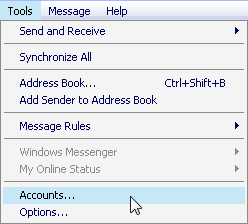 Tools Message Help
Send and Receive
Synchronize All
Address Book... Ctrl+Shift+B
Add Sender to Address Book
Message Rules
Windows Messenger
My Online Status
Accounts...
Options...